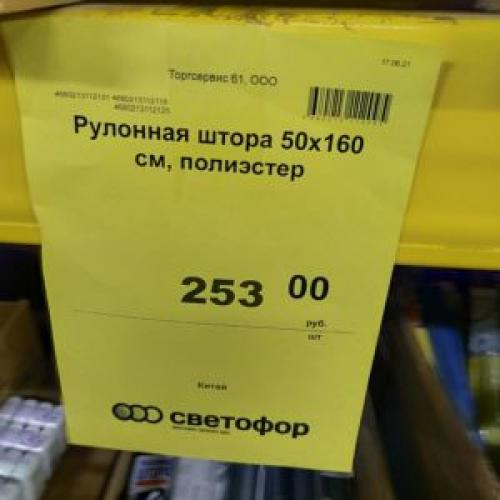 17.06.21
Торгсервис 61, ООО
Рулонная штора 50х160
см, полиэстер
253 00
руб.
шт
Китай
светофор